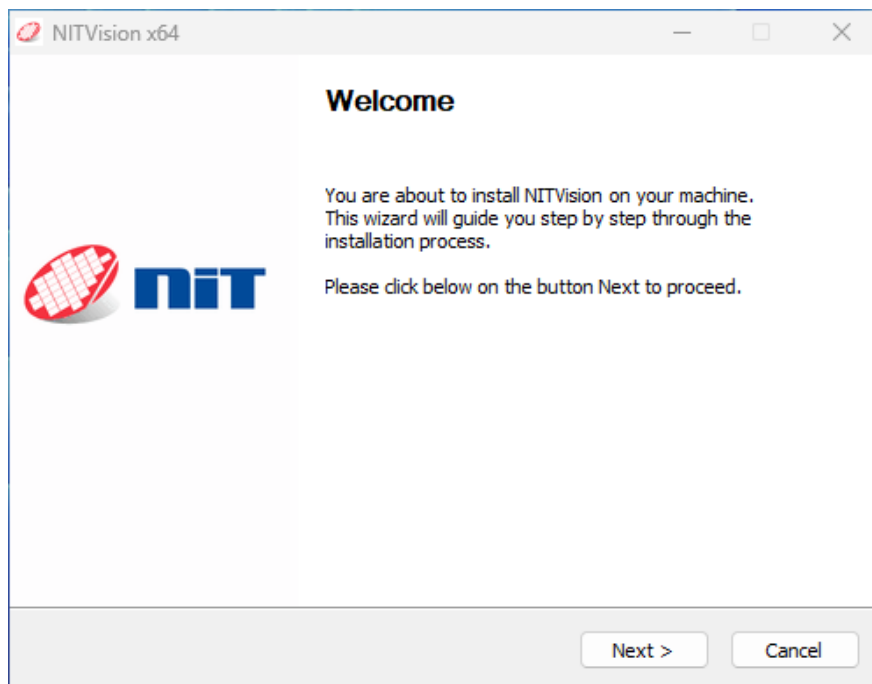 NITVision x64
Welcome
You are about to install NITVision on your machine.
This wizard will guide you step by step through the
installation process.
Please click below on the button Next to proceed.
NiT
Next >
Cancel